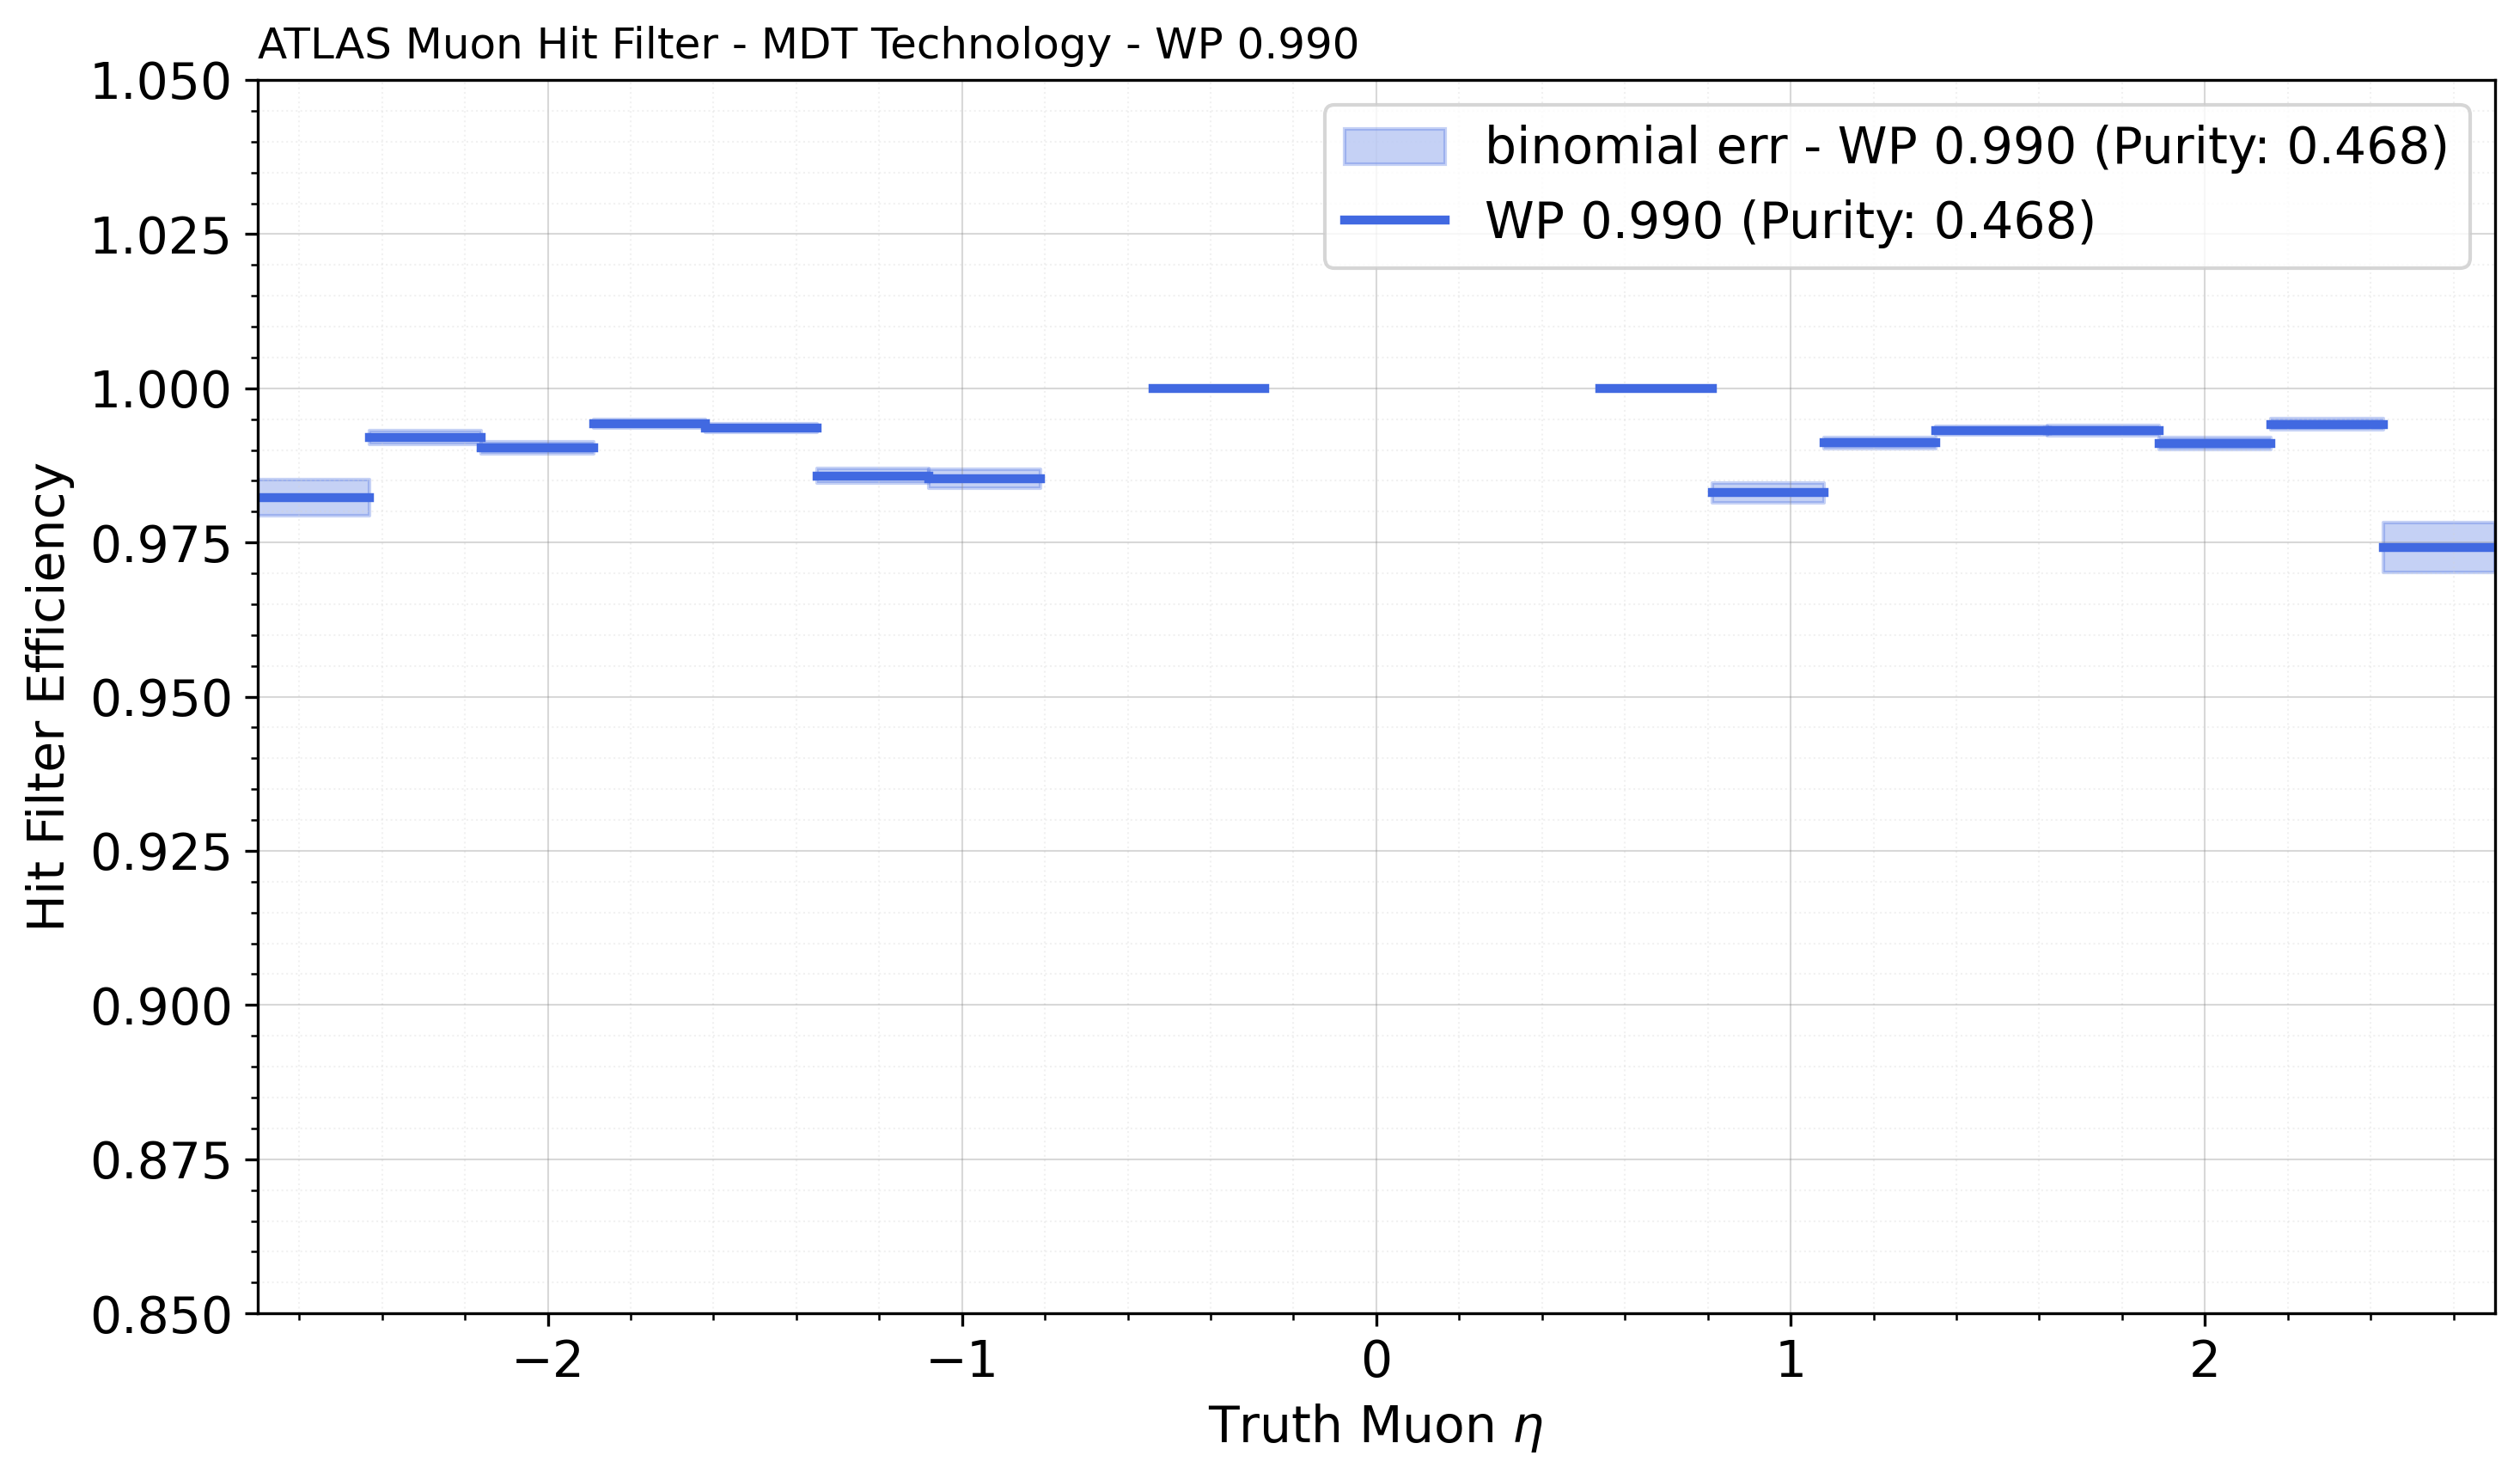 ATLAS Muon Hit Filter - MDT Technology - WP 0.990
binomial err - WP 0.990 (Purity: 0.468)
WP 0.990 (Purity: 0.468)
Hit Filter Efficiency
1.050
1.025
1.000
0.975
0.950
0.925
0.900
0.875
0.850
−2 −1 0 1 2
Truth Muon η